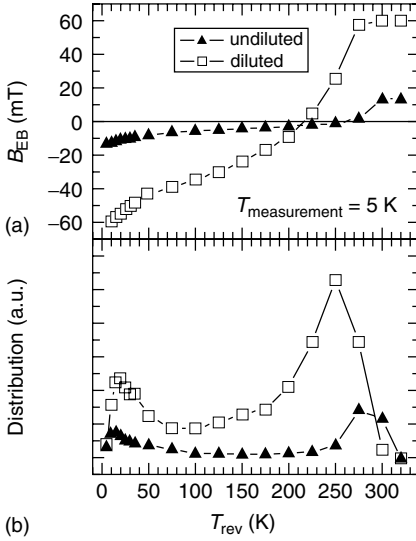 60
40
20
0
−20
−40
−60
B_EB (mT)
undiluted
diluted
T_measurement = 5 K
(a)
Distribution (a.u.)
0 50 100 150 200 250 300
T_rev (K)
(b)